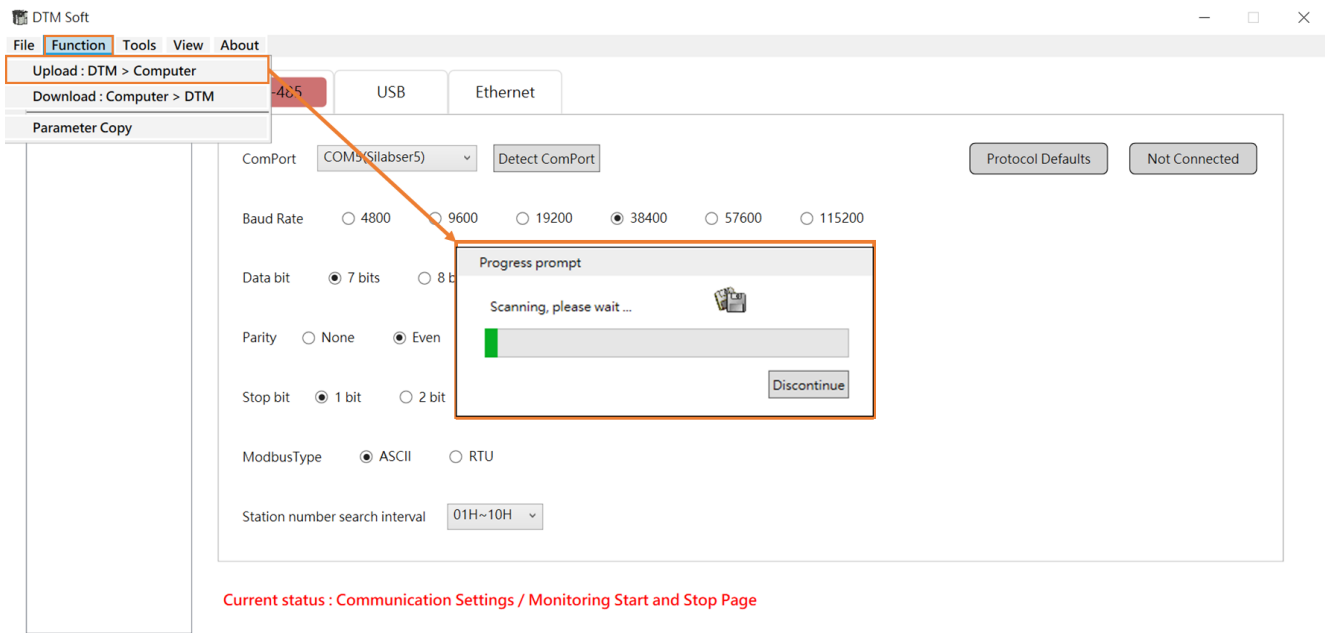 DTM Soft
File Function Tools View About
Upload : DTM > Computer
Download : Computer > DTM
Parameter Copy
-485 USB Ethernet
ComPort COM5(Silabser5) Detect ComPort Protocol Defaults Not Connected
Baud Rate 4800 9600 19200 38400 57600 115200
Data bit 7 bits 8 b
Parity None Even
Stop bit 1 bit 2 bit
Progress prompt
Scanning, please wait ...
Discontinue
ModbusType ASCII RTU
Station number search interval 01H~10H
Current status : Communication Settings / Monitoring Start and Stop Page